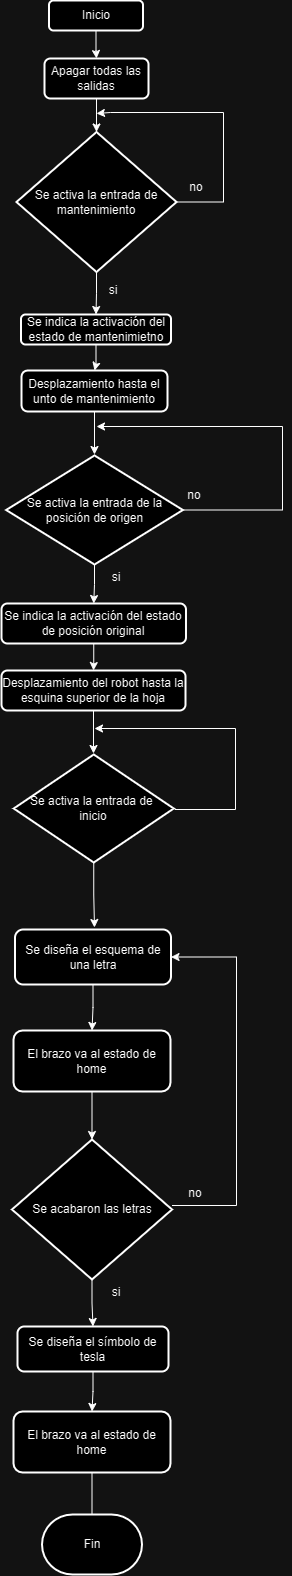 Inicio
Apagar todas las
salidas
Se activa la entrada de
mantenimiento
no
si
Se indica la activación del
estado de mantenimietno
Desplazamiento hasta el
unto de mantenimiento
Se activa la entrada de la
posición de origen
no
si
Se indica la activación del estado
de posición original
Desplazamiento del robot hasta la
esquina superior de la hoja
Se activa la entrada de
inicio
Se diseña el esquema de
una letra
El brazo va al estado de
home
Se acabaron las letras
no
si
Se diseña el símbolo de
tesla
El brazo va al estado de
home
Fin